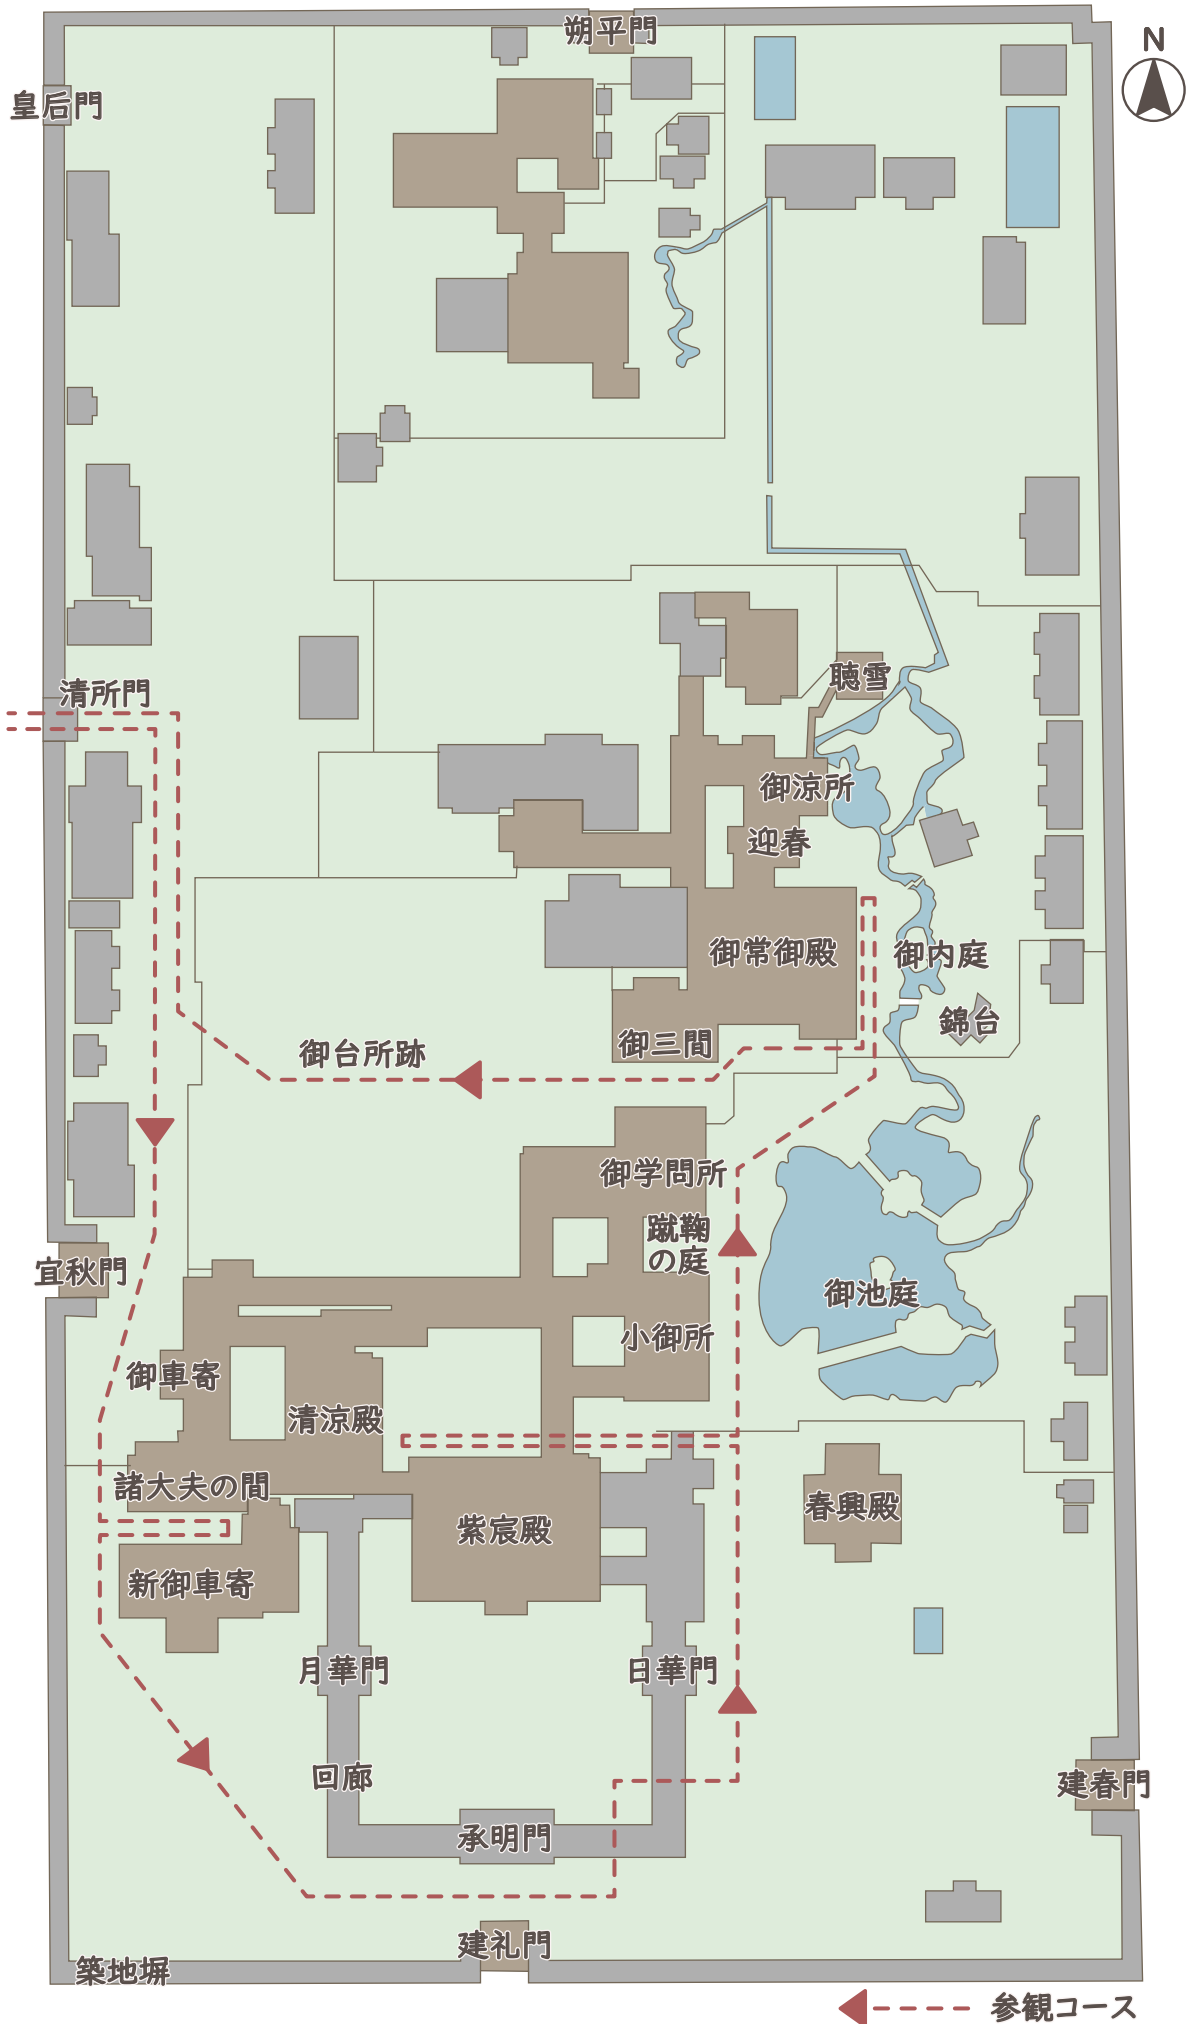 朔平門
N
皇后門
聴雪
清所門
御涼所
迎春
御常御殿
御内庭
錦台
御三間
御台所跡
御学問所
蹴鞠
の庭
宜秋門
御池庭
小御所
御車寄
清涼殿
諸大夫の間
春興殿
紫宸殿
新御車寄
月華門
日華門
回廊
建春門
承明門
建礼門
築地塀
参観コース